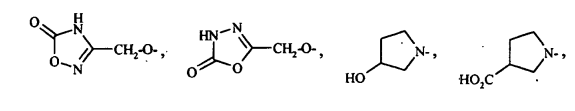 H
O N HN N
CH₂-O-, CH₂-O-, N-, N-,
O N O O HO HO₂C